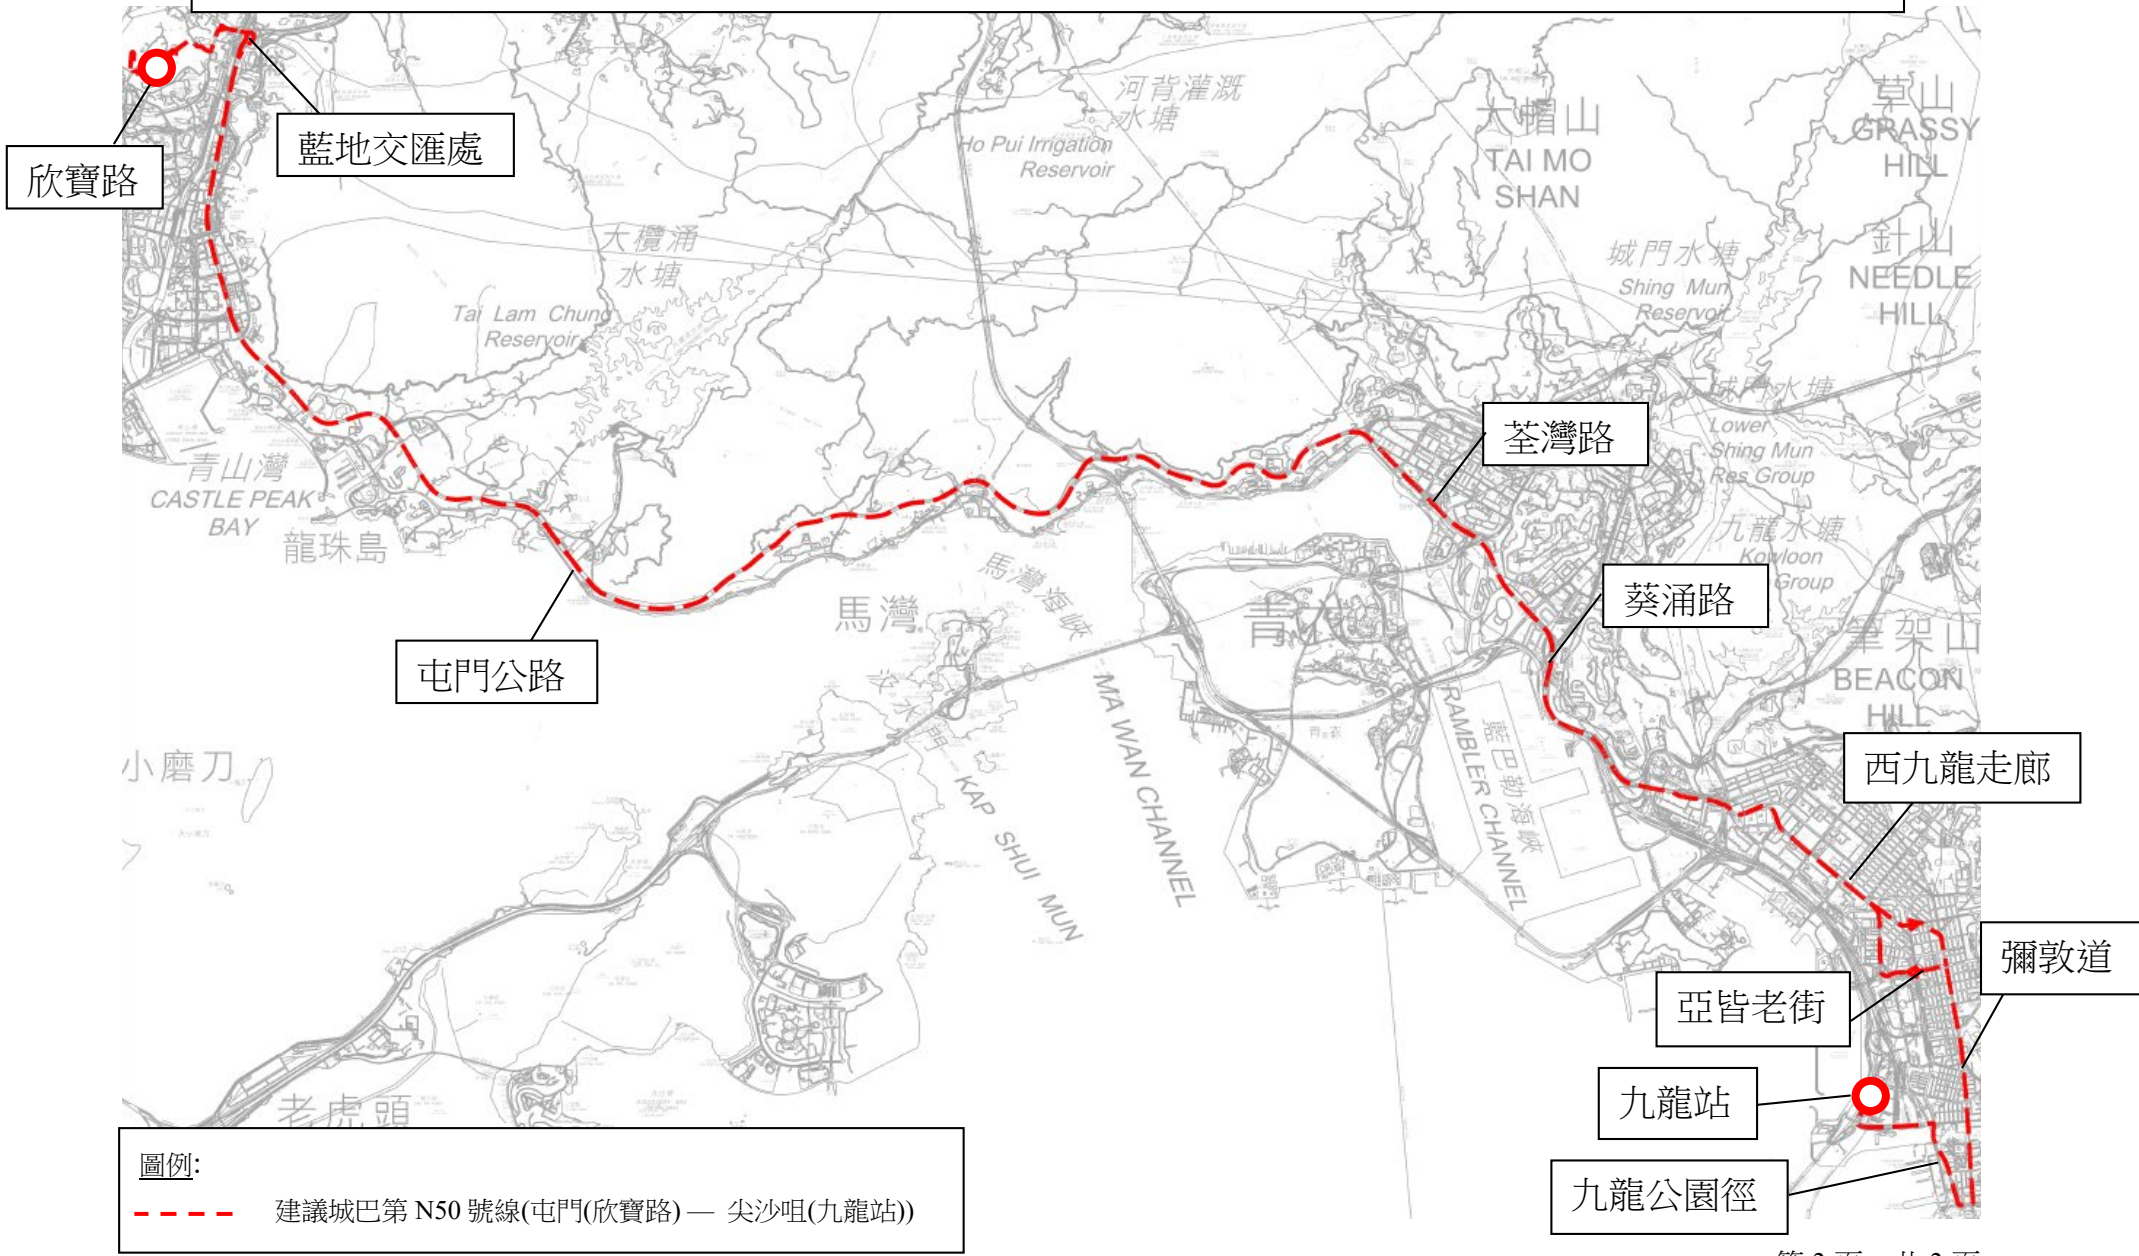 河背灌溉
水塘
Ho Pui Irrigation
Reservoir
大帽山
TAI MO
SHAN
草山
GRASSY
HILL
藍地交匯處
欣寶路
大欖涌
水塘
Tai Lam Chung
Reservoir
城門水塘
Shing Mun
Reservoir
針山
NEEDLE
HILL
下城門水塘
Lower
Shing Mun
Res Group
荃灣路
青山灣
CASTLE PEAK
BAY
龍珠島
九龍水塘
Kowloon
Group
葵涌路
馬灣海峽
馬灣
青衣
筆架山
BEACON
HILL
屯門公路
MA WAN CHANNEL
藍巴勒海峽
RAMBLER CHANNEL
小磨刀
KAP SHUI MUN
西九龍走廊
彌敦道
亞皆老街
九龍站
九龍公園徑
老虎頭
圖例:
建議城巴第 N50 號線(屯門(欣寶路) — 尖沙咀(九龍站))